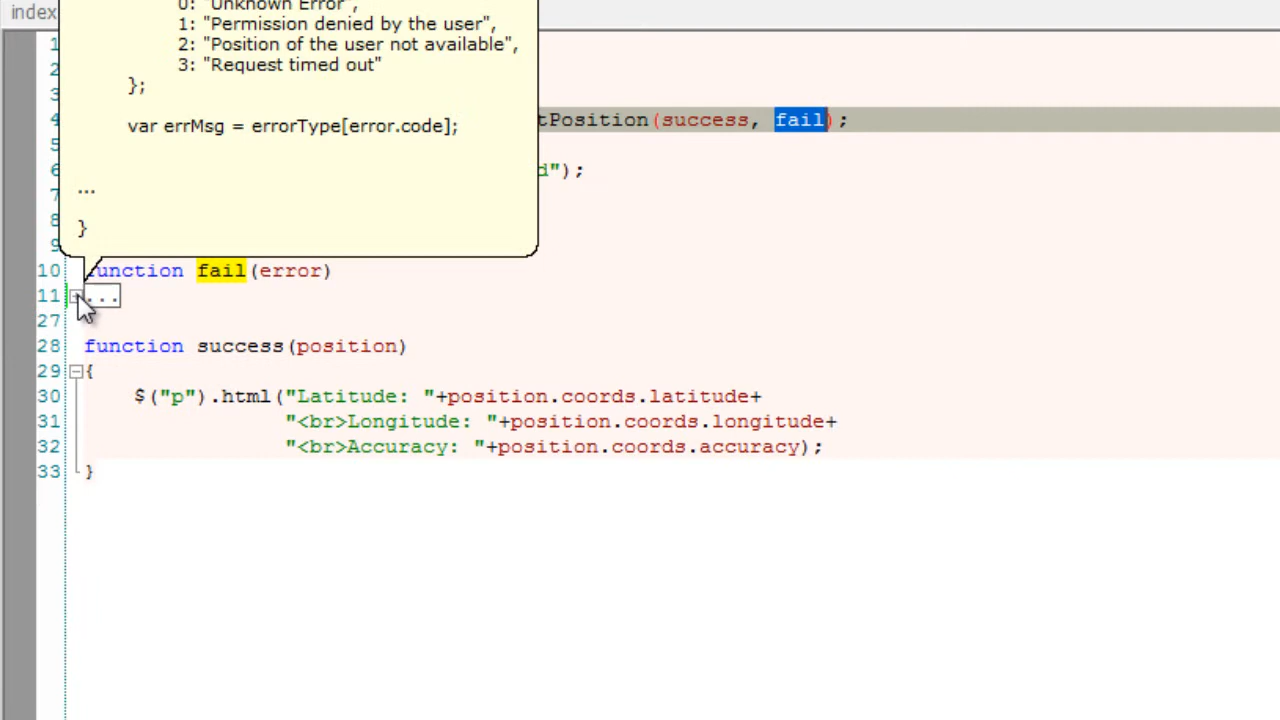 index
0: "Unknown Error",
1: "Permission denied by the user",
2: "Position of the user not available",
3: "Request timed out"
};
var errMsg = errorType[error.code];
...
}
1
2
3
4 tPosition(success, fail);
5
6 d");
7
8
9
10 function fail(error)
11 ...
27
28 function success(position)
29 {
30 $("p").html("Latitude: "+position.coords.latitude+
31 "<br>Longitude: "+position.coords.longitude+
32 "<br>Accuracy: "+position.coords.accuracy);
33 }